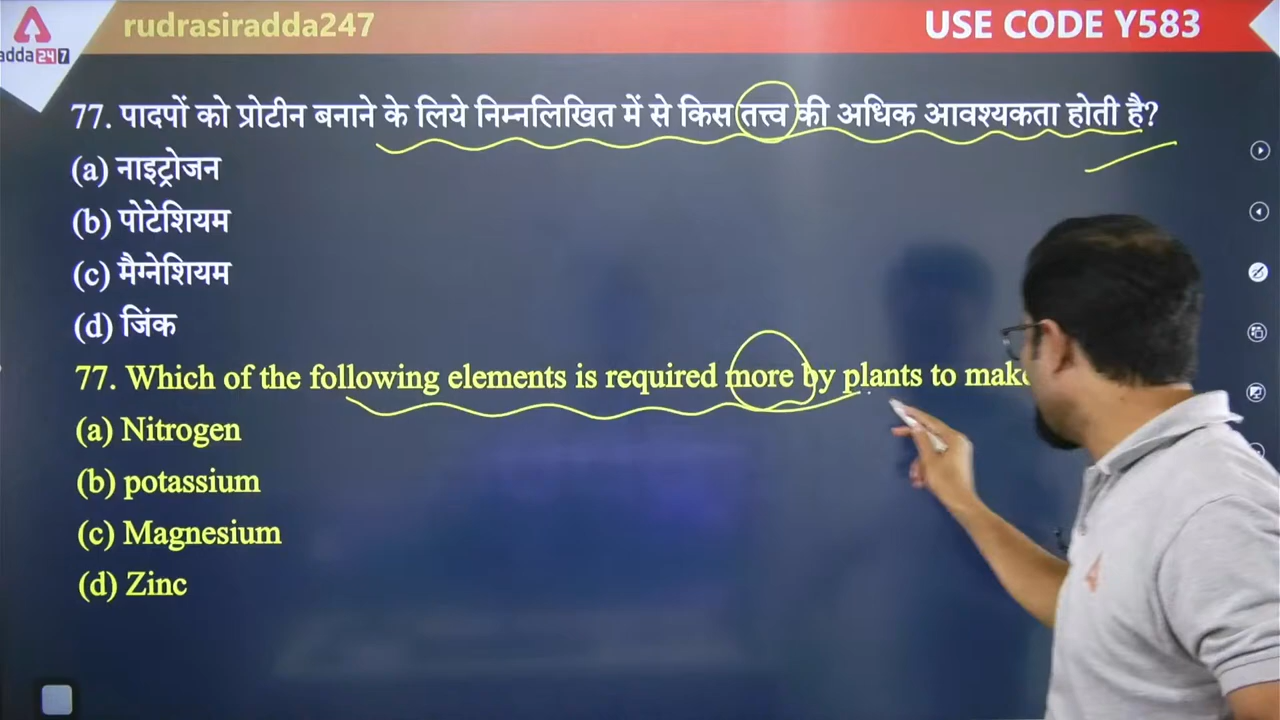 rudrasiradda247
USE CODE Y583
adda247
77. पादपों को प्रोटीन बनाने के लिये निम्नलिखित में से किस तत्त्व की अधिक आवश्यकता होती है?
(a) नाइट्रोजन
(b) पोटेशियम
(c) मैग्नेशियम
(d) जिंक
77. Which of the following elements is required more by plants to make
(a) Nitrogen
(b) potassium
(c) Magnesium
(d) Zinc